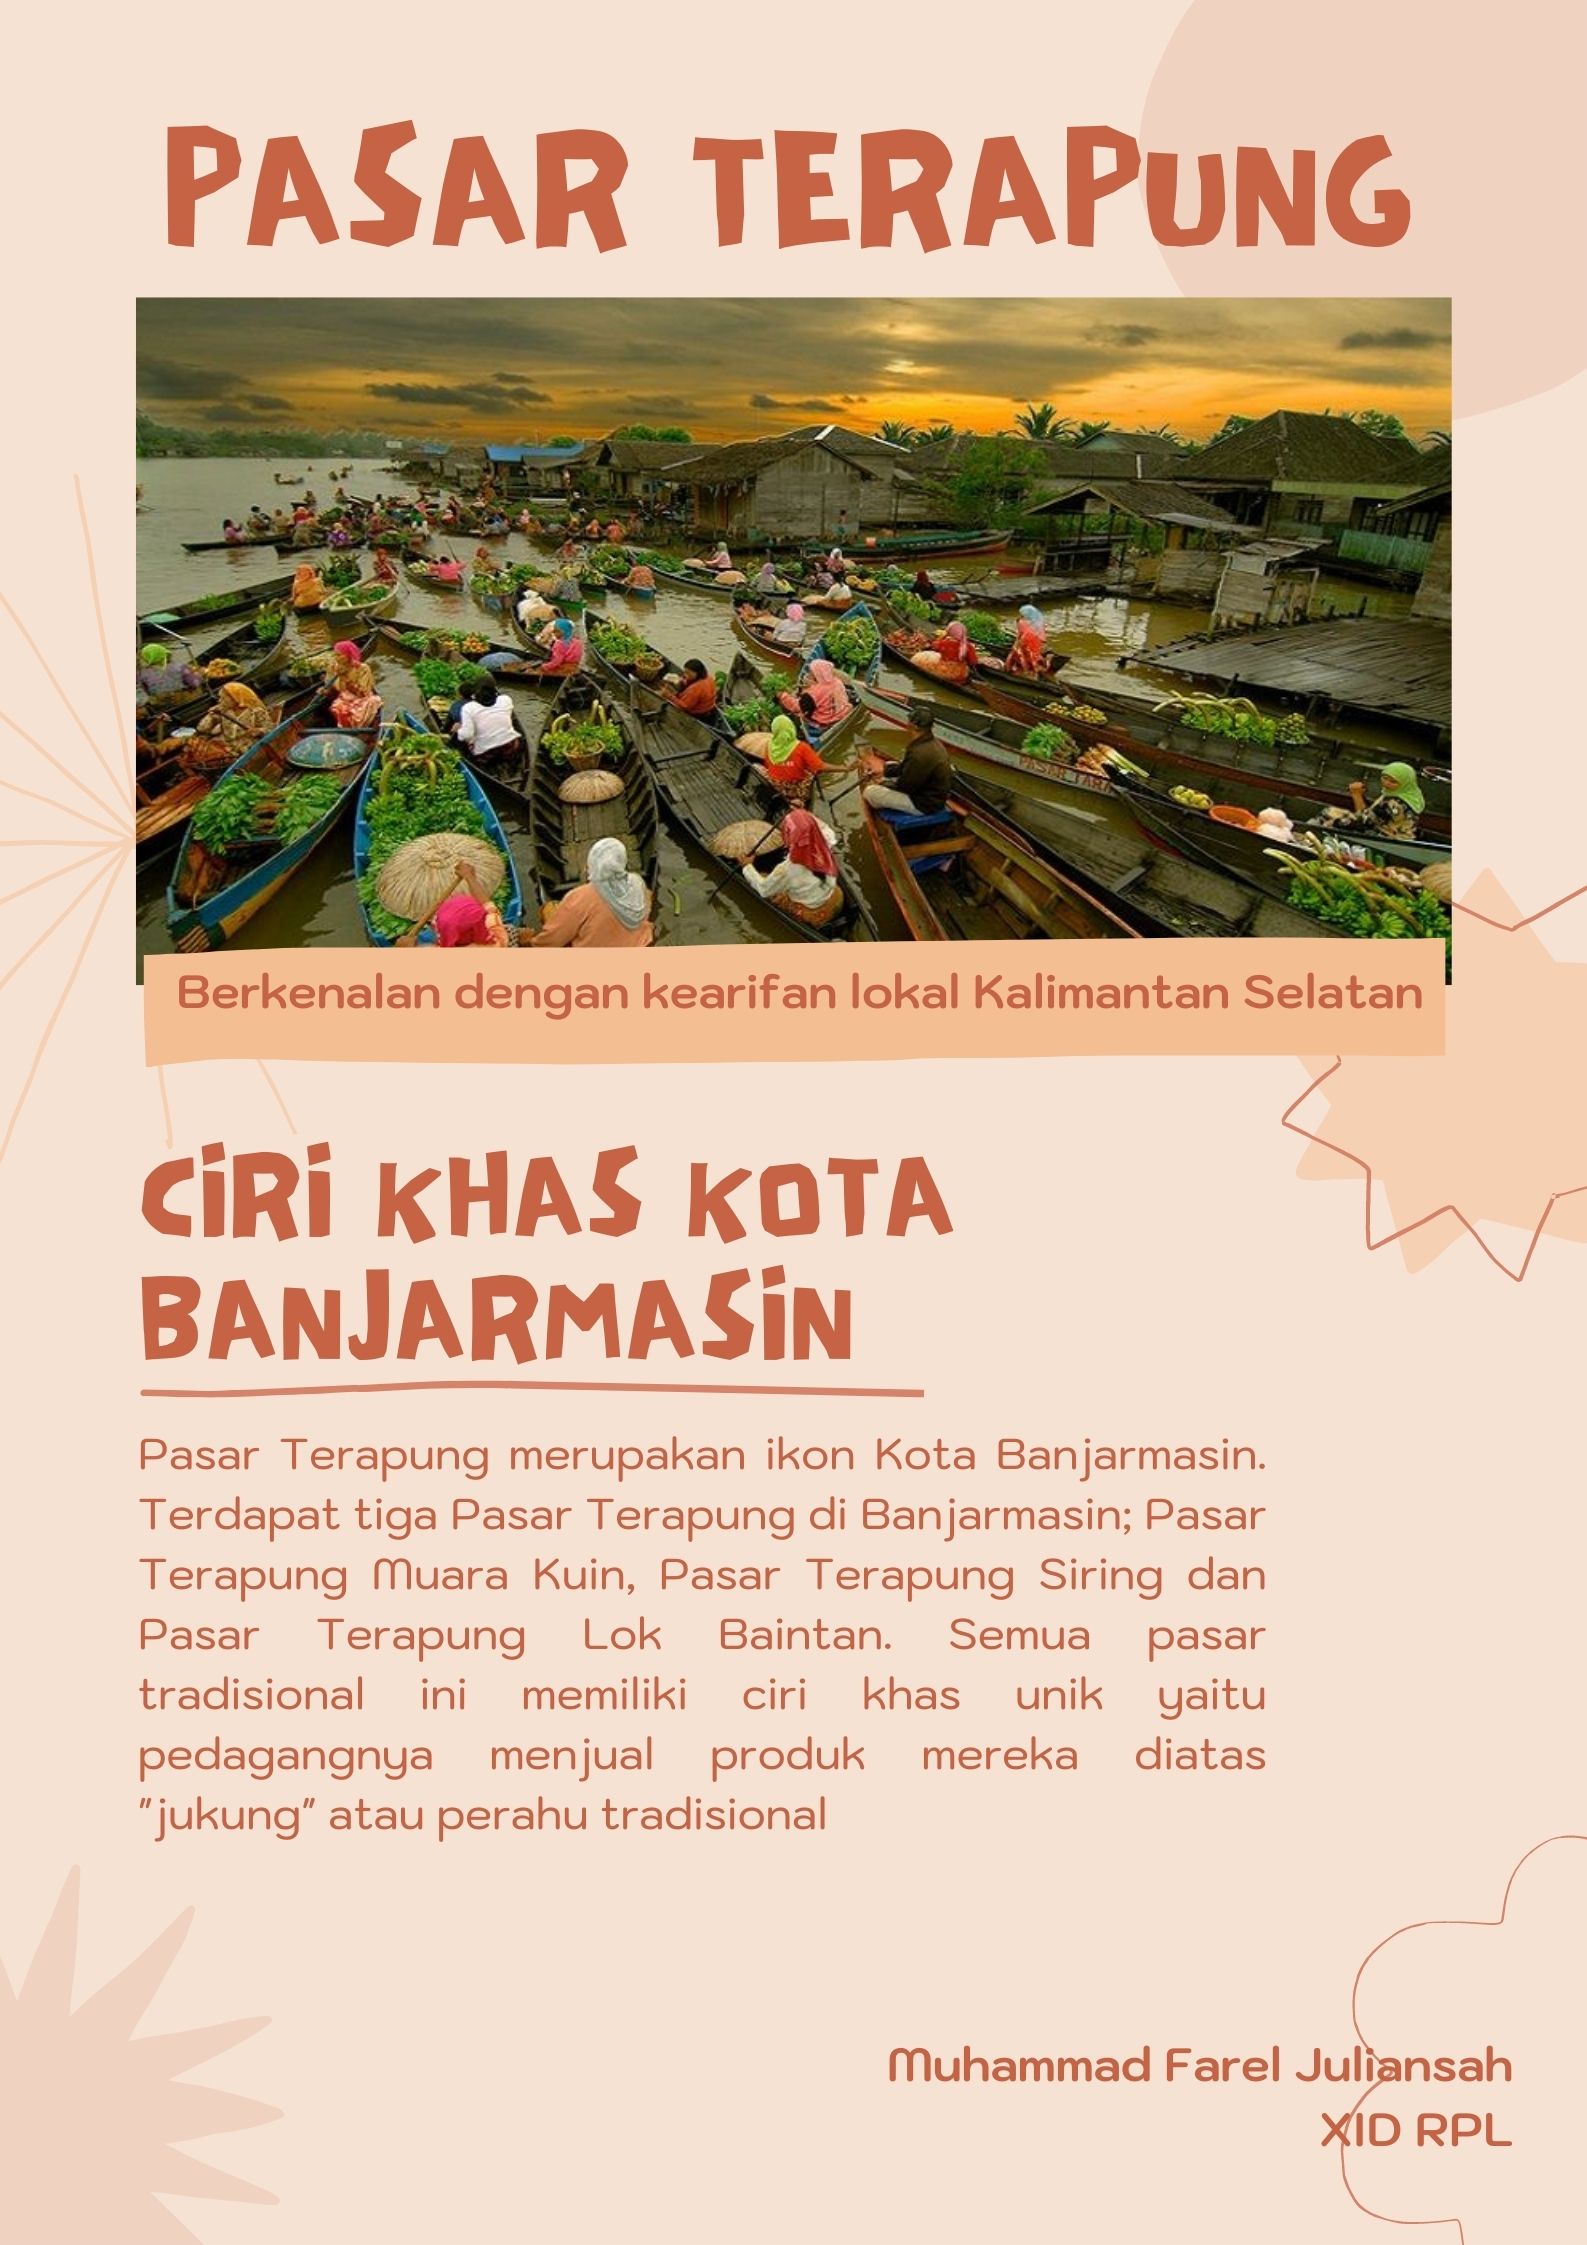 PASAR TERAPUNG
PASAR TERAPUNG
Berkenalan dengan kearifan lokal Kalimantan Selatan
CIRI KHAS KOTA
BANJARMASIN
Pasar Terapung merupakan ikon Kota Banjarmasin.
Terdapat tiga Pasar Terapung di Banjarmasin; Pasar
Terapung Muara Kuin, Pasar Terapung Siring dan
Pasar Terapung Lok Baintan. Semua pasar
tradisional ini memiliki ciri khas unik yaitu
pedagangnya menjual produk mereka diatas
"jukung" atau perahu tradisional
Muhammad Farel Juliansah
XID RPL